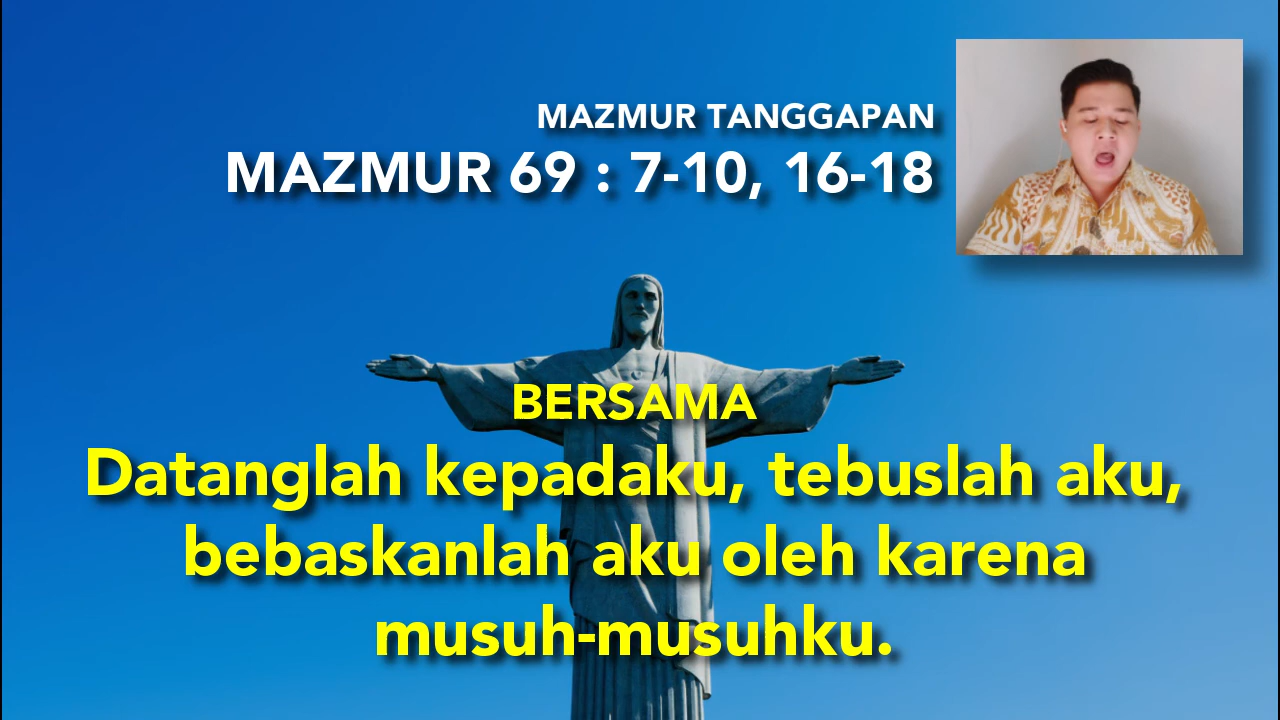 MAZMUR TANGGAPAN
MAZMUR 69 : 7-10, 16-18
BERSAMA
Datanglah kepadaku, tebuslah aku,
bebaskanlah aku oleh karena
musuh-musuhku.